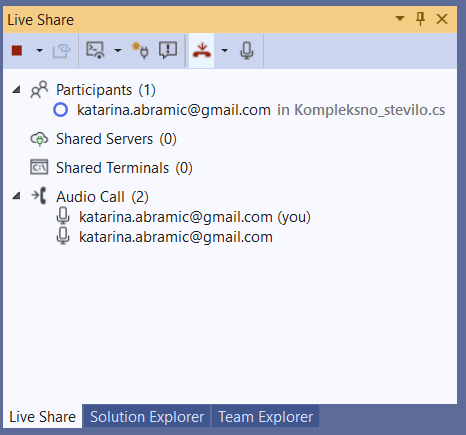 Live Share
Participants (1)
katarina.abramic@gmail.com in Kompleksno_stevilo.cs
Shared Servers (0)
Shared Terminals (0)
Audio Call (2)
katarina.abramic@gmail.com (you)
katarina.abramic@gmail.com
Live Share Solution Explorer Team Explorer